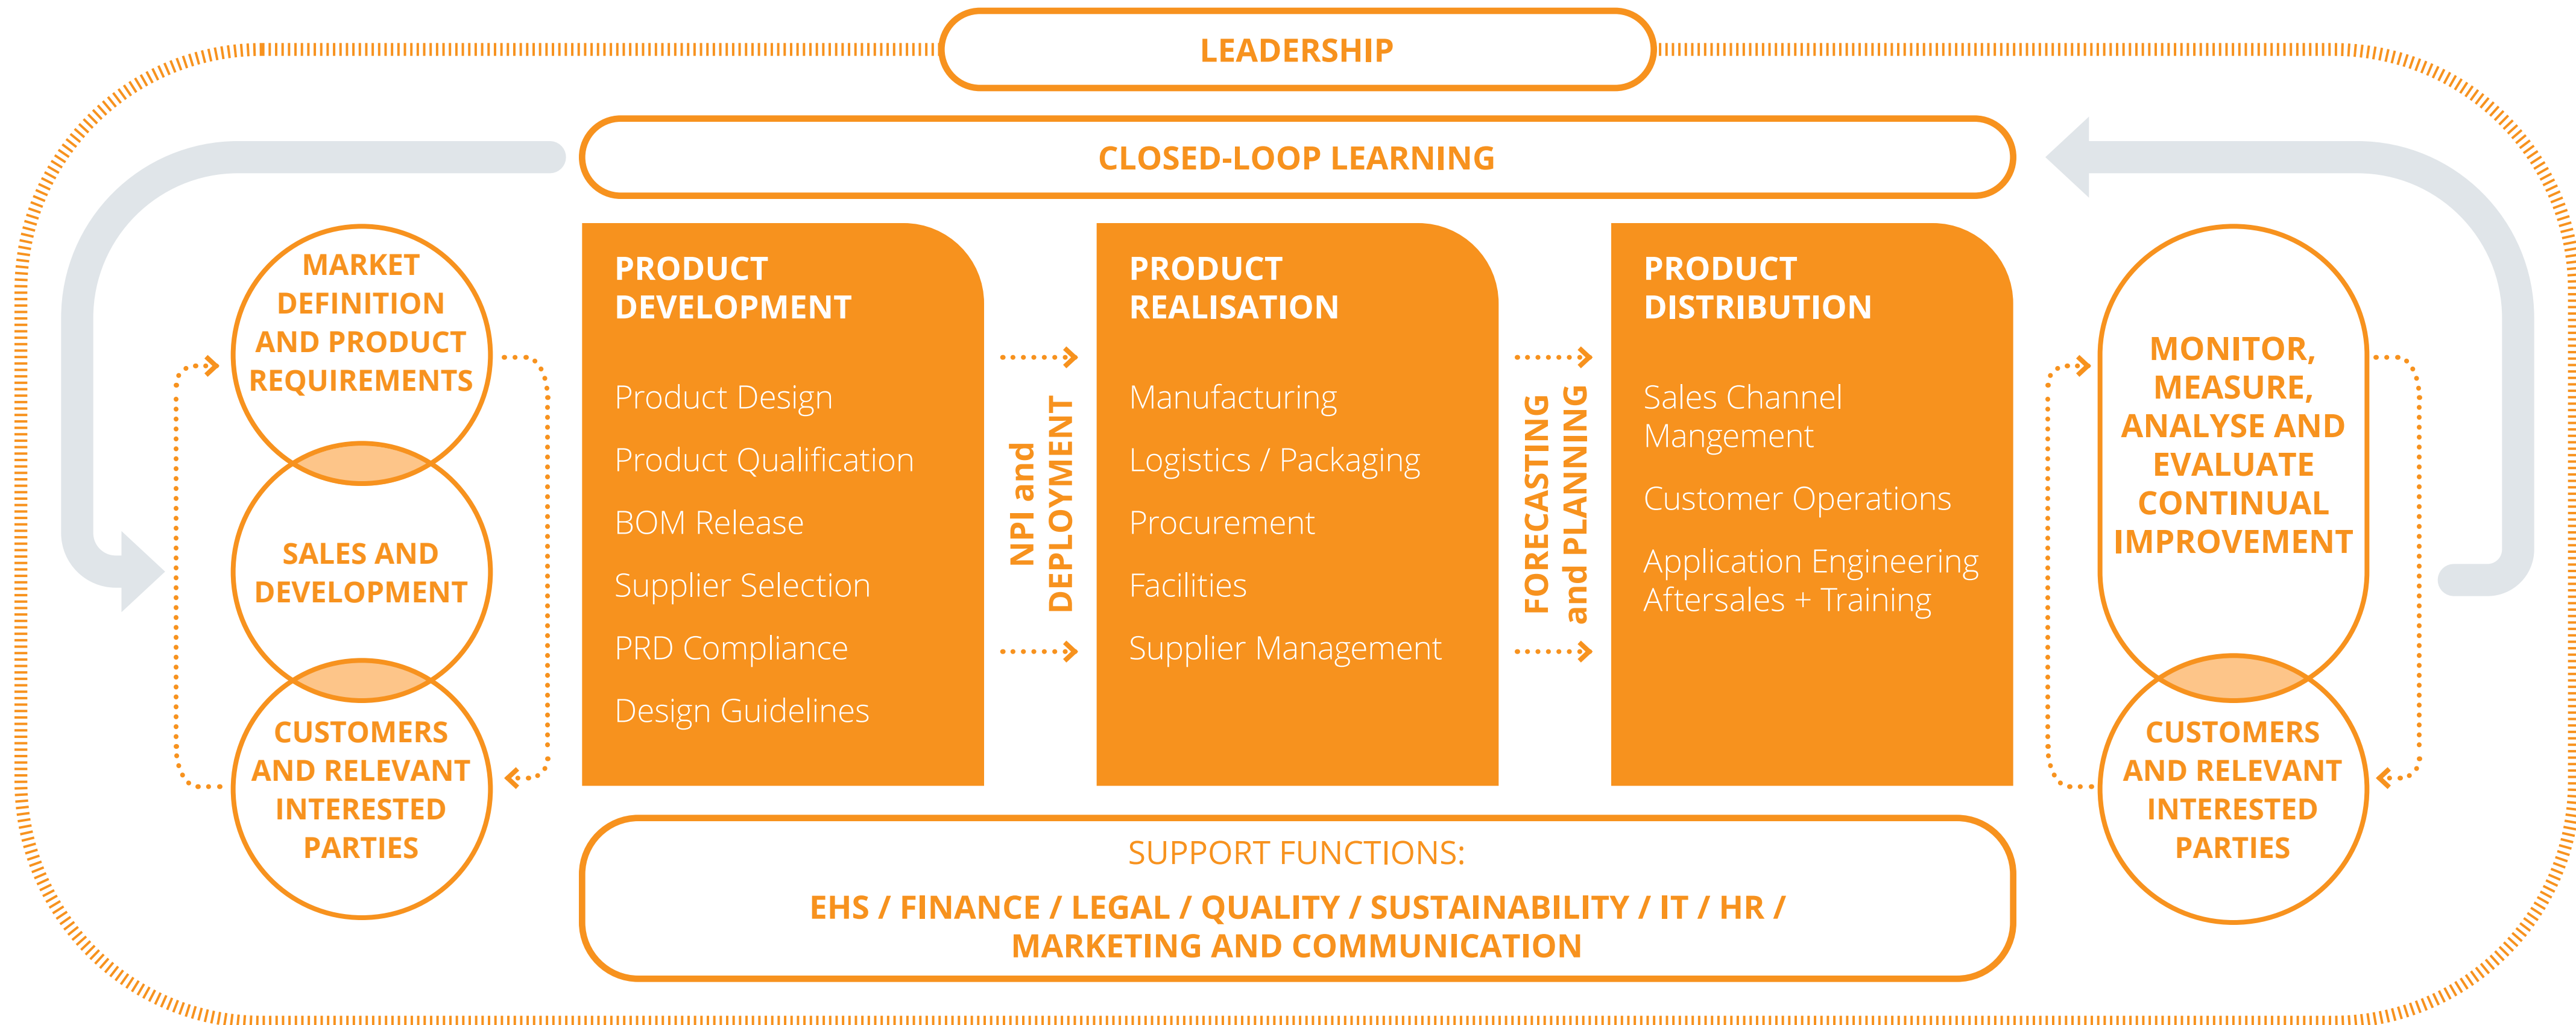 LEADERSHIP
CLOSED-LOOP LEARNING
MARKET
DEFINITION
AND PRODUCT
REQUIREMENTS
SALES AND
DEVELOPMENT
CUSTOMERS
AND RELEVANT
INTERESTED
PARTIES
PRODUCT
DEVELOPMENT
Product Design
Product Qualification
BOM Release
Supplier Selection
PRD Compliance
Design Guidelines
NPI and
DEPLOYMENT
PRODUCT
REALISATION
Manufacturing
Logistics / Packaging
Procurement
Facilities
Supplier Management
FORECASTING
and PLANNING
PRODUCT
DISTRIBUTION
Sales Channel
Mangement
Customer Operations
Application Engineering
Aftersales + Training
MONITOR,
MEASURE,
ANALYSE AND
EVALUATE
CONTINUAL
IMPROVEMENT
CUSTOMERS
AND RELEVANT
INTERESTED
PARTIES
SUPPORT FUNCTIONS:
EHS / FINANCE / LEGAL / QUALITY / SUSTAINABILITY / IT / HR /
MARKETING AND COMMUNICATION